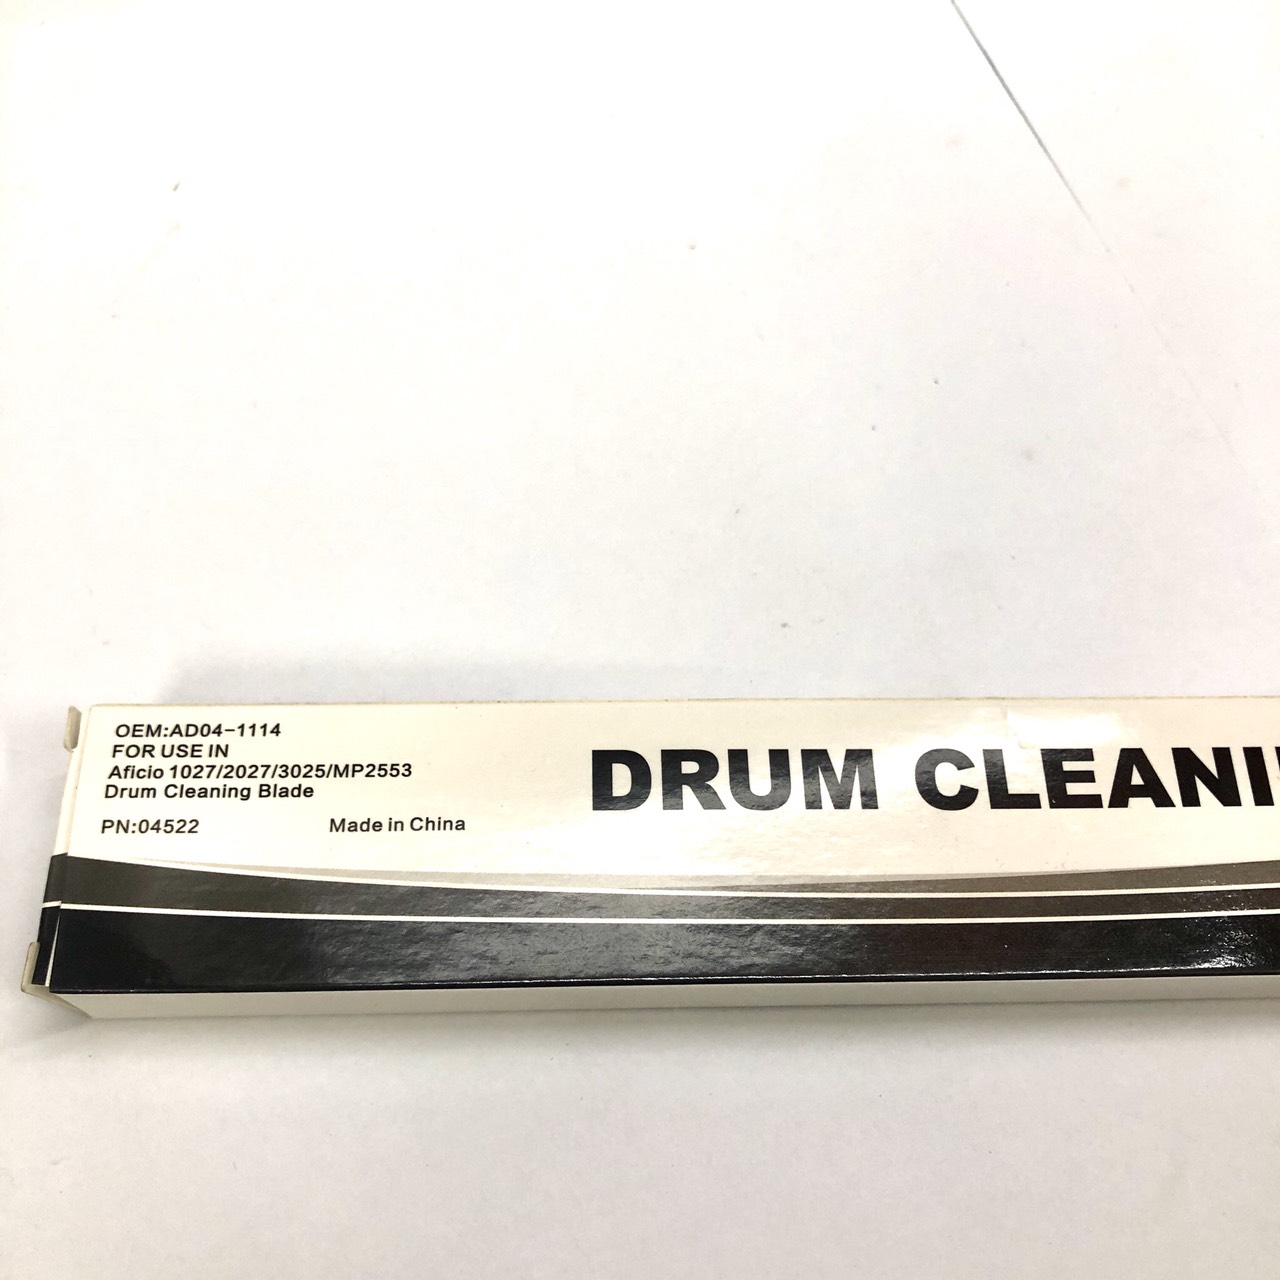 OEM:AD04-1114
FOR USE IN
Aficio 1027/2027/3025/MP2553
Drum Cleaning Blade
PN:04522 Made in China
DRUM CLEANI